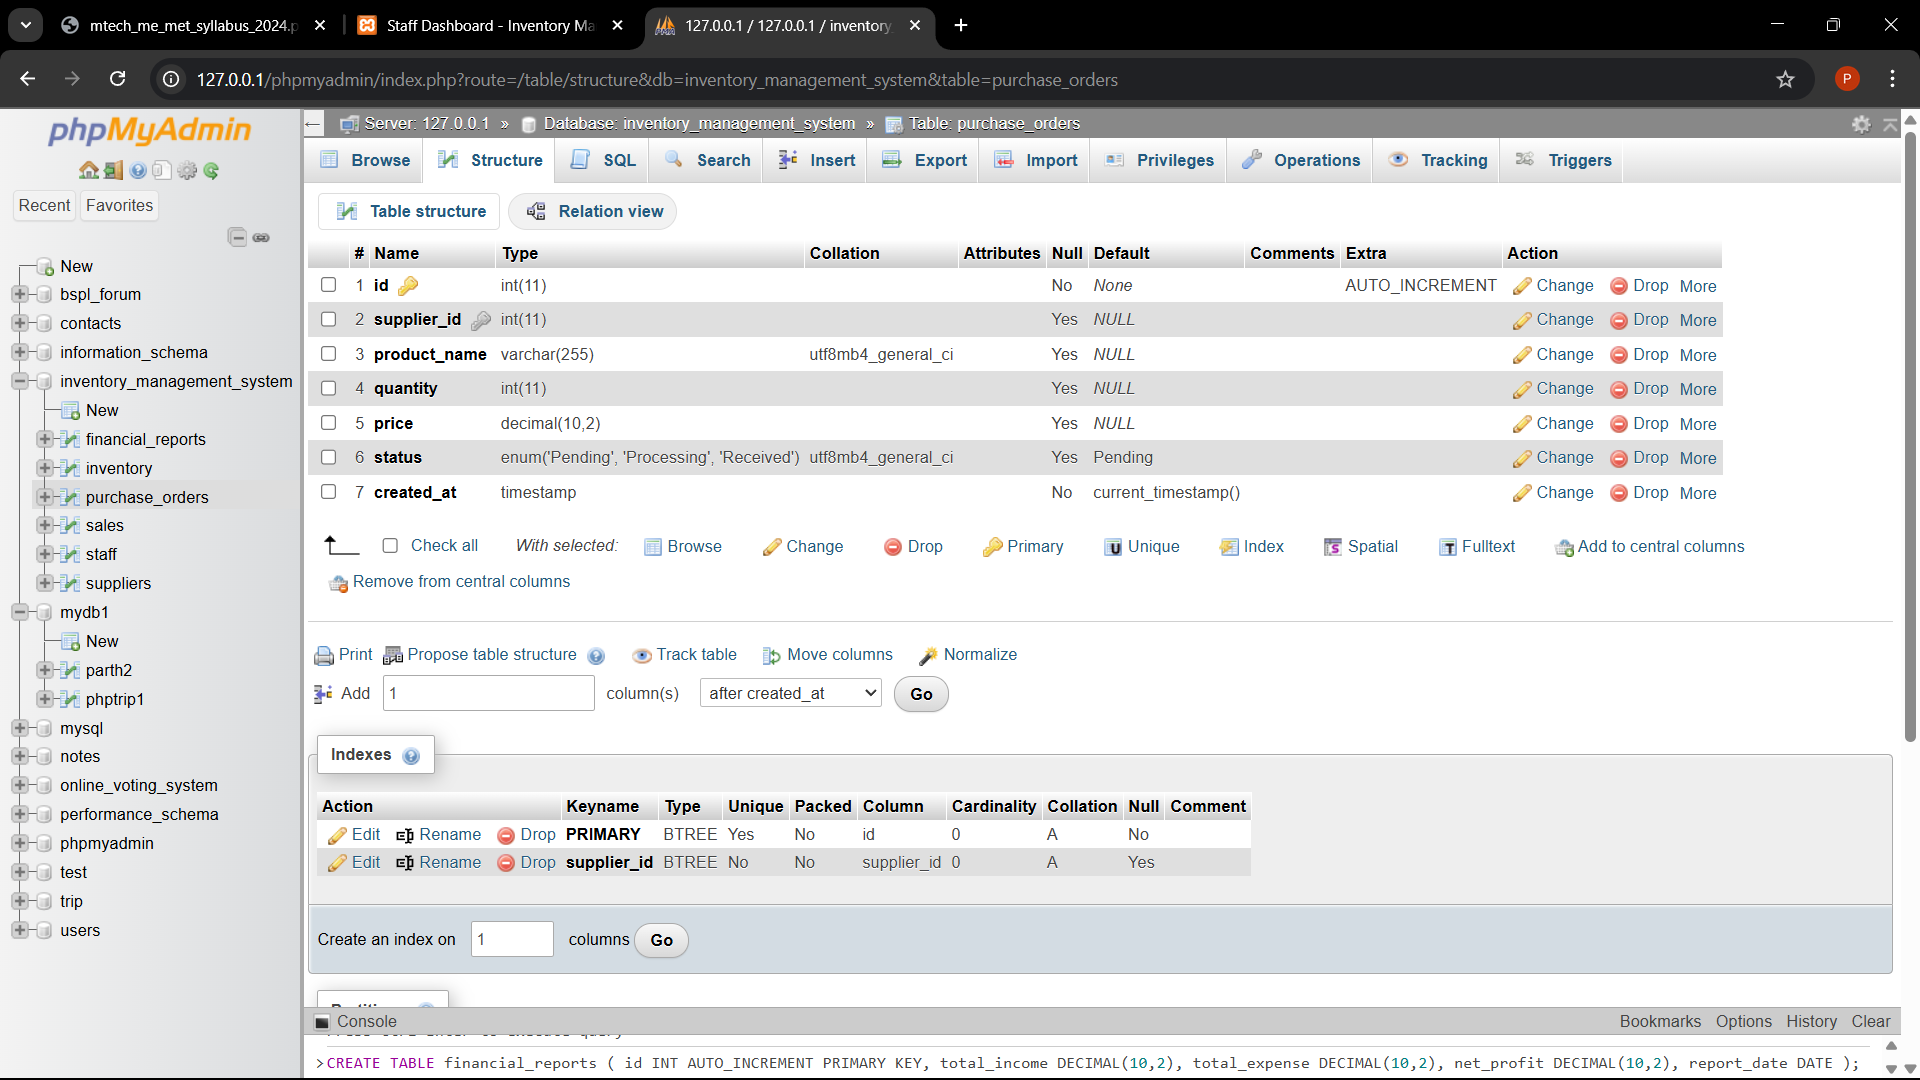 mtech_me_met_syllabus_2024.p
Staff Dashboard - Inventory Ma
127.0.0.1 / 127.0.0.1 / inventory
127.0.0.1/phpmyadmin/index.php?route=/table/structure&db=inventory_management_system&table=purchase_orders
P
phpMyAdmin
Recent Favorites
New
bspl_forum
contacts
information_schema
inventory_management_system
New
financial_reports
inventory
purchase_orders
sales
staff
suppliers
mydb1
New
parth2
phptrip1
mysql
notes
online_voting_system
performance_schema
phpmyadmin
test
trip
users
Server: 127.0.0.1 » Database: inventory_management_system » Table: purchase_orders
Browse Structure SQL Search Insert Export Import Privileges Operations Tracking Triggers
Table structure Relation view
# Name Type Collation Attributes Null Default Comments Extra Action
1 id int(11) No None AUTO_INCREMENT Change Drop More
2 supplier_id int(11) Yes NULL Change Drop More
3 product_name varchar(255) utf8mb4_general_ci Yes NULL Change Drop More
4 quantity int(11) Yes NULL Change Drop More
5 price decimal(10,2) Yes NULL Change Drop More
6 status enum('Pending', 'Processing', 'Received') utf8mb4_general_ci Yes Pending Change Drop More
7 created_at timestamp No current_timestamp() Change Drop More
Check all With selected: Browse Change Drop Primary Unique Index Spatial Fulltext Add to central columns
Remove from central columns
Print Propose table structure Track table Move columns Normalize
Add 1 column(s) after created_at Go
Indexes
Action Keyname Type Unique Packed Column Cardinality Collation Null Comment
Edit Rename Drop PRIMARY BTREE Yes No id 0 A No
Edit Rename Drop supplier_id BTREE No No supplier_id 0 A Yes
Create an index on 1 columns Go
Console Bookmarks Options History Clear
>CREATE TABLE financial_reports ( id INT AUTO_INCREMENT PRIMARY KEY, total_income DECIMAL(10,2), total_expense DECIMAL(10,2), net_profit DECIMAL(10,2), report_date DATE );